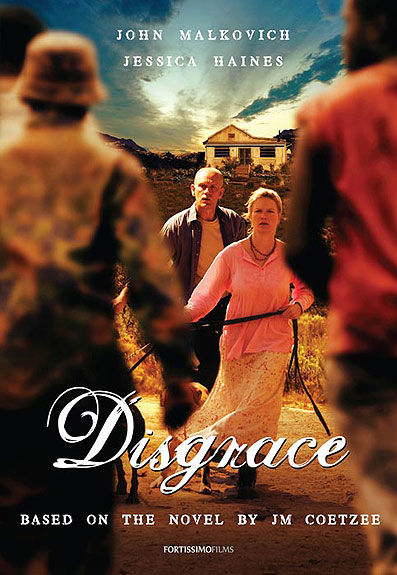 JOHN MALKOVICH
JESSICA HAINES
Disgrace
BASED ON THE NOVEL BY JM COETZEE
FORTISSIMOFILMS